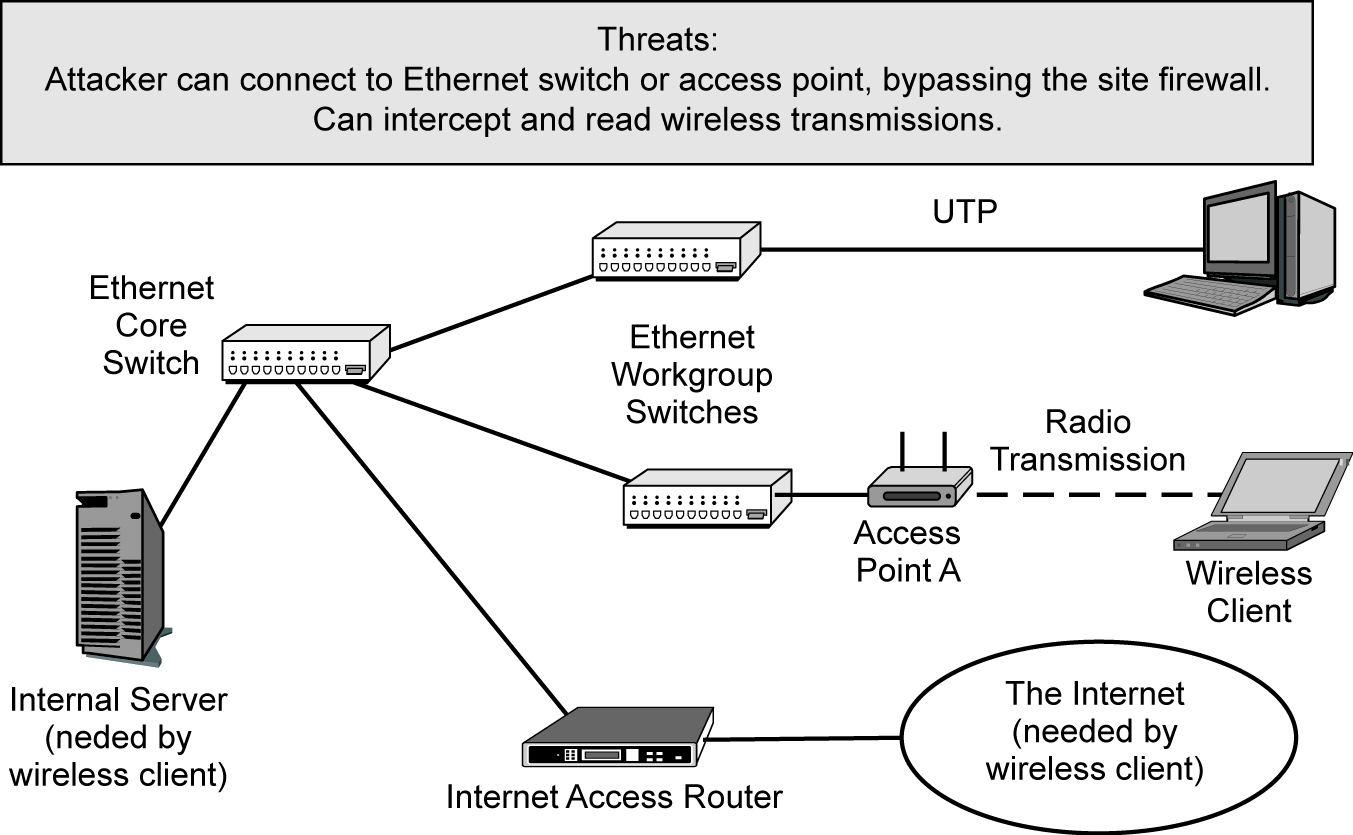 Threats:
Attacker can connect to Ethernet switch or access point, bypassing the site firewall.
Can intercept and read wireless transmissions.
UTP
Ethernet
Core
Switch
Ethernet
Workgroup
Switches
Radio
Transmission
Access
Point A
Wireless
Client
Internal Server
(neded by
wireless client)
The Internet
(needed by
wireless client)
Internet Access Router